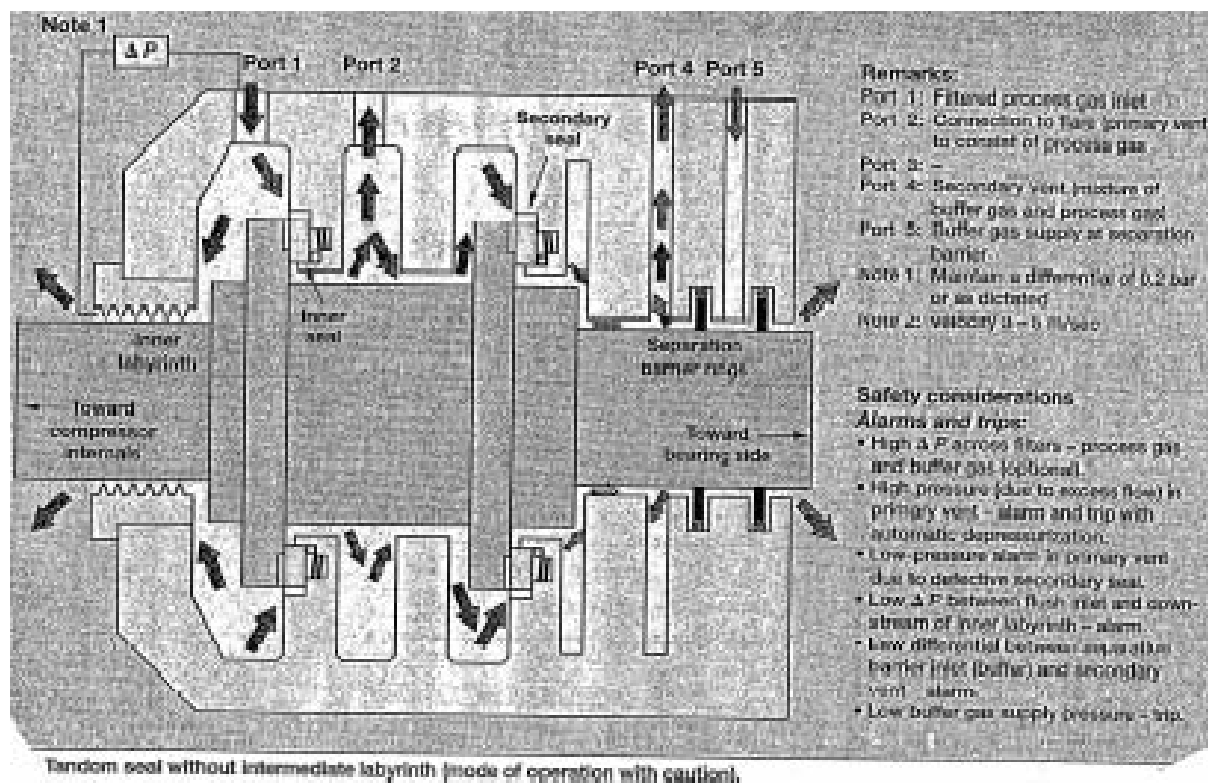 Note 1
Δ P
Port 1
Port 2
Port 4
Port 5
Secondary
seal
Inner
seal
Inner
labyrinth
Separation
barrier rings
Toward
compressor
internals
Toward
bearing side
Remarks:
Port 1: Filtered process gas inlet
Port 2: Connection to flare (primary vent
to consist of process gas
Port 3: –
Port 4: Secondary vent (mixture of
buffer gas and process gas)
Port 5: Buffer gas supply at separation
barrier
Note 1: Maintain a differential of 0.2 bar
or as dictated
Note 2: Velocity m/sec
Safety considerations
Alarms and trips:
• High Δ P across filters – process gas
and buffer gas (optional).
• High pressure (due to excess flow) in
primary vent – alarm and trip with
automatic depressurization.
• Low-pressure alarm in primary vent
due to defective secondary seal.
• Low Δ P between flush inlet and down-
stream of inner labyrinth – alarm.
• Low differential between separation
barrier inlet (buffer) and secondary
vent – alarm.
• Low buffer gas supply pressure – trip.
Tandem seal without intermediate labyrinth (mode of operation with caution).